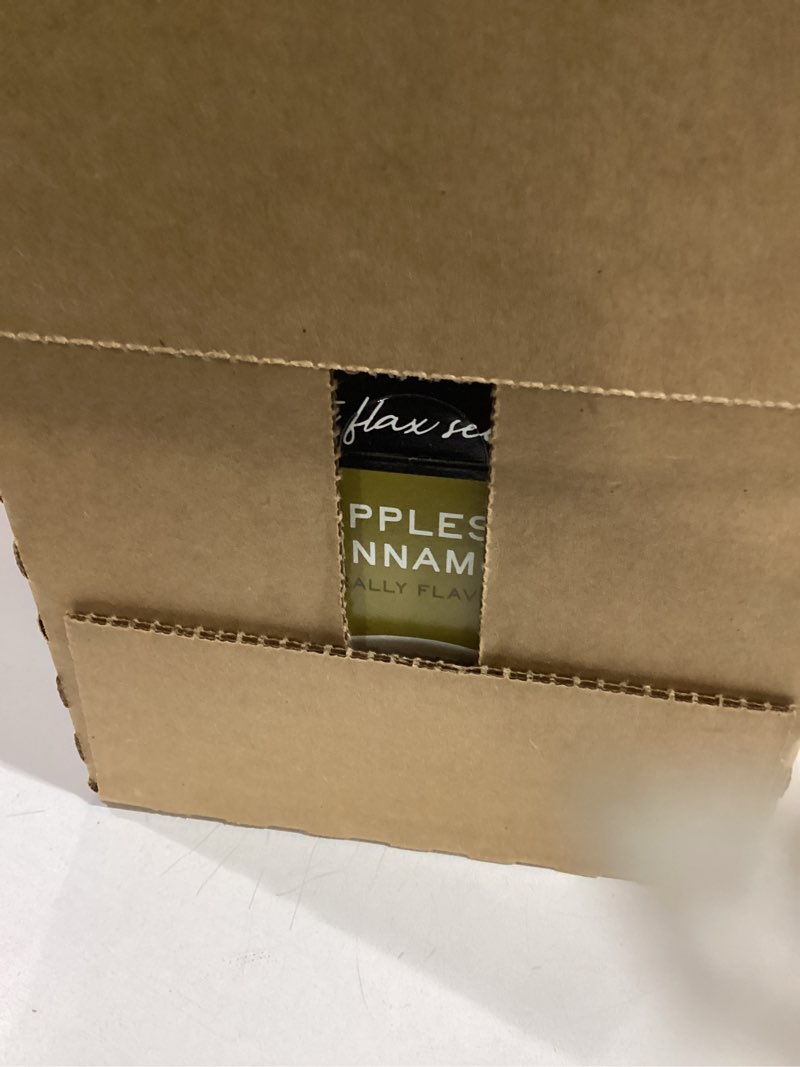 flax se
PPLES
NNAM
ALLY FLAV